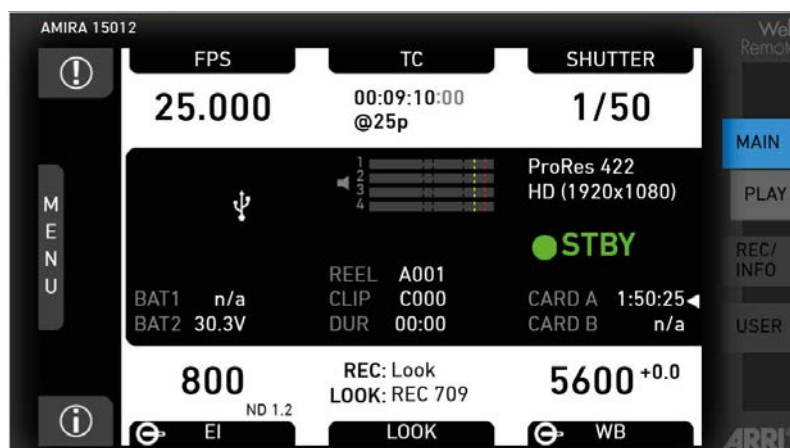 AMIRA 15012
FPS
TC
SHUTTER
25.000
00:09:10:00
@25p
1/50
MENU
1
2
3
4
ProRes 422
HD (1920x1080)
STBY
REEL A001
BAT1 n/a
CLIP C000
CARD A 1:50:25
BAT2 30.3V
DUR 00:00
CARD B n/a
800
ND 1.2
REC: Look
LOOK: REC 709
5600 +0.0
EI
LOOK
WB
Remote
MAIN
PLAY
REC/
INFO
USER
ARRI